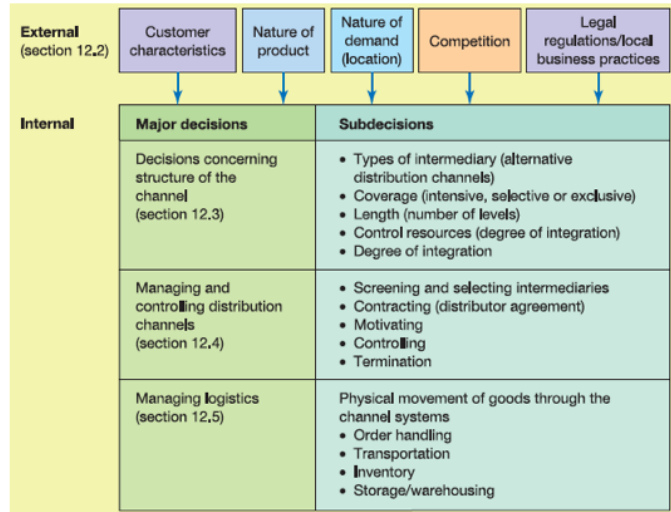 External
(section 12.2)
Customer
characteristics
Nature of
product
Nature of
demand
(location)
Competition
Legal
regulations/local
business practices
Internal
Major decisions
Subdecisions
Decisions concerning
structure of the
channel
(section 12.3)
• Types of intermediary (alternative
distribution channels)
• Coverage (intensive, selective or exclusive)
• Length (number of levels)
• Control resources (degree of integration)
• Degree of integration
Managing and
controlling distribution
channels
(section 12.4)
• Screening and selecting intermediaries
• Contracting (distributor agreement)
• Motivating
• Controlling
• Termination
Managing logistics
(section 12.5)
Physical movement of goods through the
channel systems
• Order handling
• Transportation
• Inventory
• Storage/warehousing